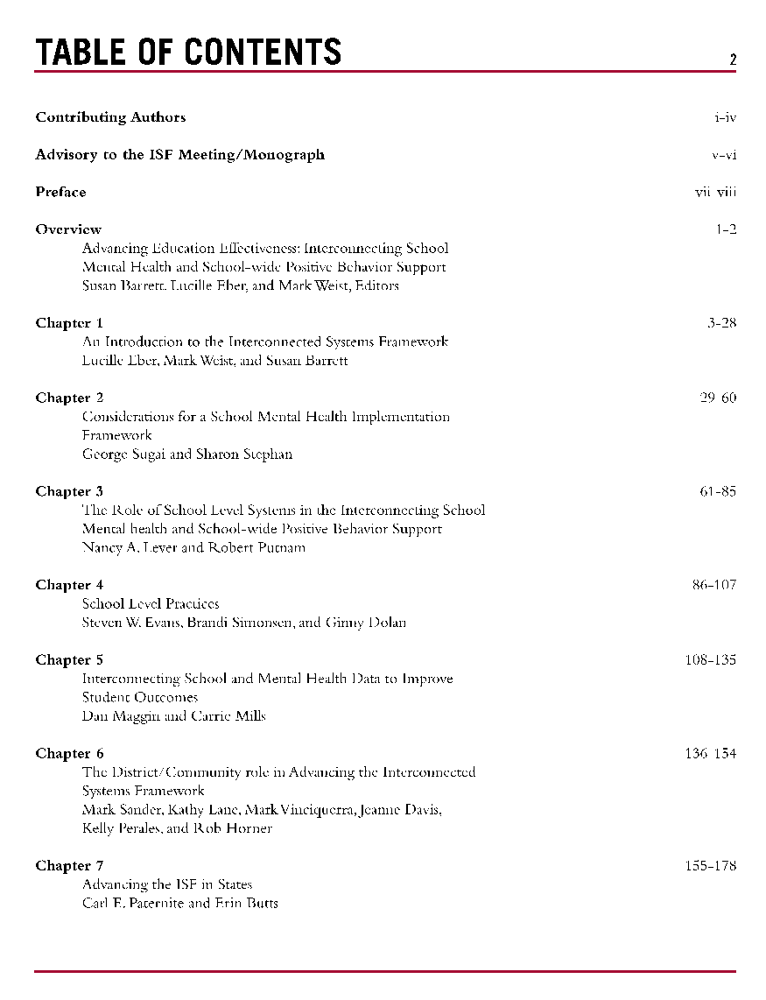 TABLE OF CONTENTS 2
Contributing Authors i-iv
Advisory to the ISF Meeting/Monograph v-vi
Preface vii-viii
Overview 1-2
Advancing Education Effectiveness: Interconnecting School
Mental Health and School-wide Positive Behavior Support
Susan Barrett, Lucille Eber, and Mark Weist, Editors
Chapter 1 3-28
An Introduction to the Interconnected Systems Framework
Lucille Eber, Mark Weist, and Susan Barrett
Chapter 2 29-60
Considerations for a School Mental Health Implementation
Framework
George Sugai and Sharon Stephan
Chapter 3 61-85
The Role of School Level Systems in the Interconnecting School
Mental health and School-wide Positive Behavior Support
Nancy A. Lever and Robert Putnam
Chapter 4 86-107
School Level Practices
Steven W. Evans, Brandi Simonsen, and Ginny Dolan
Chapter 5 108-135
Interconnecting School and Mental Health Data to Improve
Student Outcomes
Dan Maggin and Carrie Mills
Chapter 6 136-154
The District/Community role in Advancing the Interconnected
Systems Framework
Mark Sander, Kathy Lane, Mark Vinciquerra, Jeanne Davis,
Kelly Perales, and Rob Horner
Chapter 7 155-178
Advancing the ISF in States
Carl E. Paternite and Erin Butts